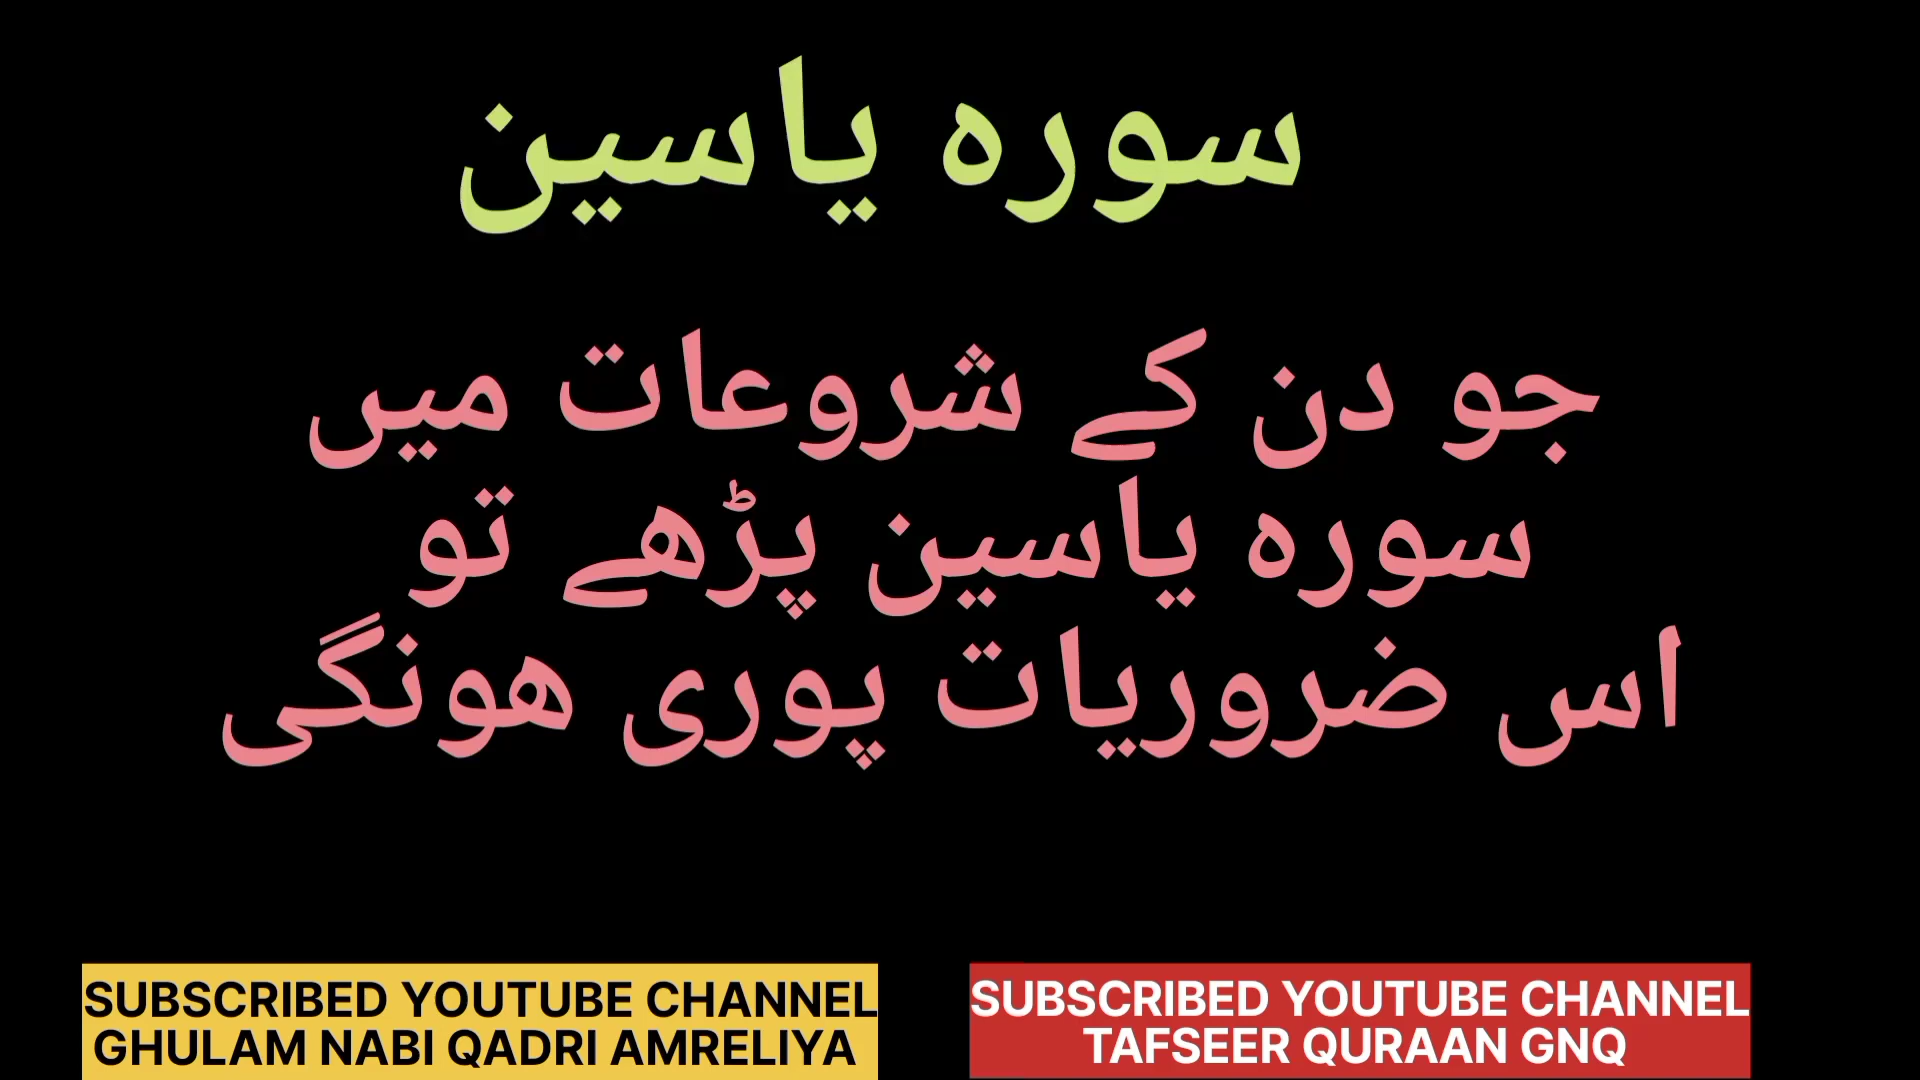 سورہ یاسین
جو دن کے شروعات میں
سورہ یاسین پڑھے تو
اس ضروریات پوری ھونگی
SUBSCRIBED YOUTUBE CHANNEL
GHULAM NABI QADRI AMRELIYA
SUBSCRIBED YOUTUBE CHANNEL
TAFSEER QURAAN GNQ